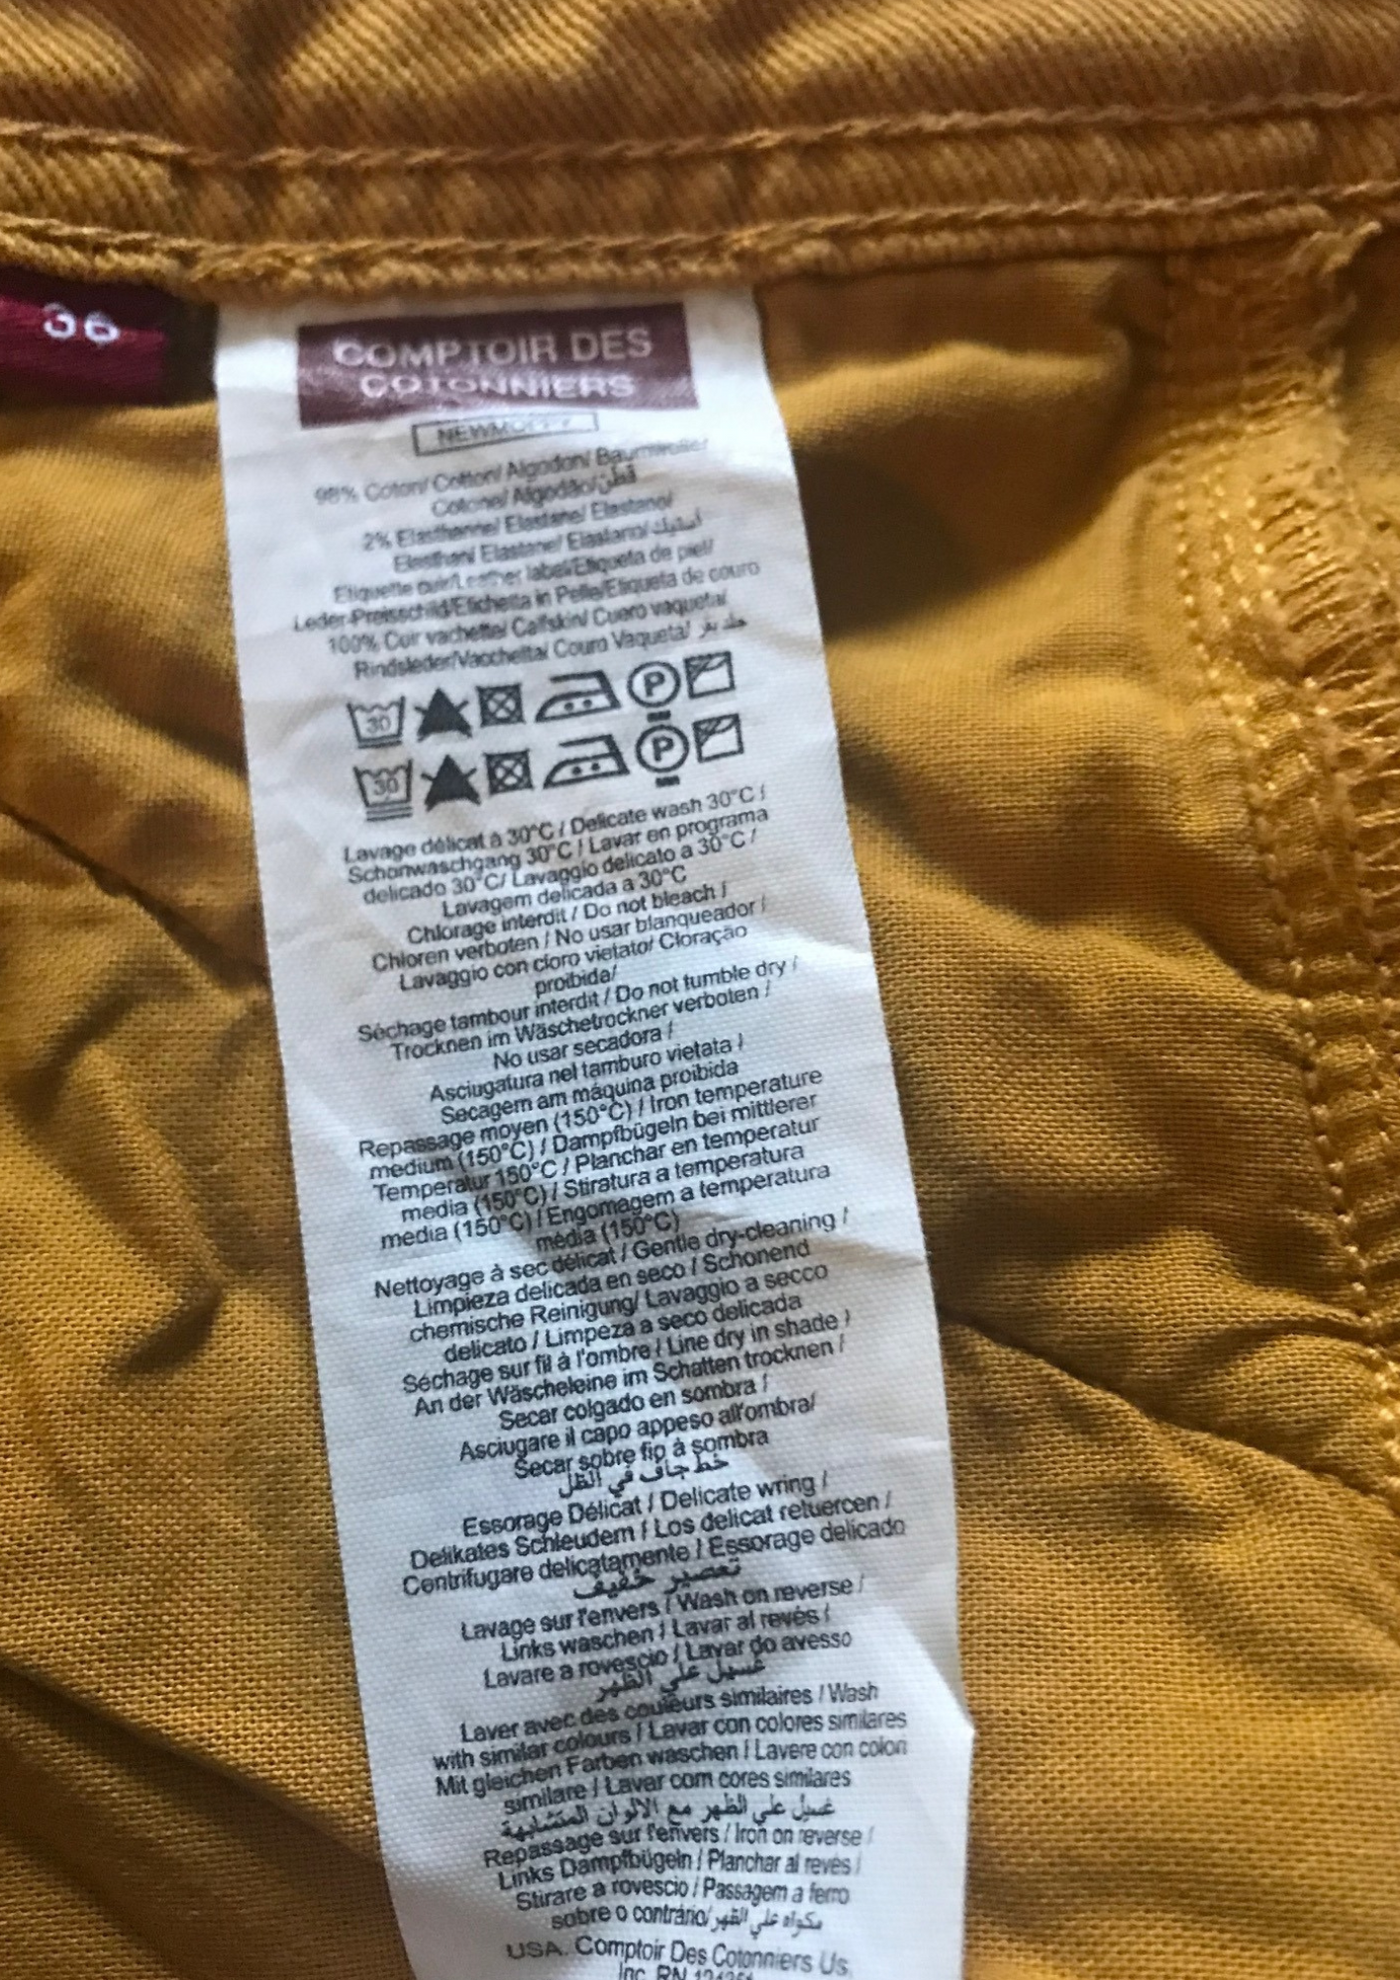 36
COMPTOIR DES
COTONNIERS
98% Coton/ Cotton/ Algodon/ Baumwolle/
Cotone/ Algodão/قطن
2% Elasthanne/ Elastane/ Elastano/
Elasthan/ Elastane/ Elastano/
Etiquette cuir/Leather label/Etiqueta de piel/
Leder-Preisschild/Etichetta in Pelle/Etiqueta de couro
100% Cuir vachette/ Calfskin/ Cuero vaqueta/
Rindsleder/Vacchetta/ Couro Vaqueta/ جلد بقر
30 P
30 P
Lavage délicat à 30°C / Delicate wash 30°C /
Schonwaschgang 30°C / Lavar en programa
delicado 30°C/ Lavaggio delicato a 30°C /
Lavagem delicada a 30°C
Chlorage interdit / Do not bleach /
Chloren verboten / No usar blanqueador /
Lavaggio con cloro vietato/ Cloração
proibida/
Séchage tambour interdit / Do not tumble dry /
Trocknen im Wäschetrockner verboten /
No usar secadora /
Asciugatura nel tamburo vietata /
Secagem am máquina proibida
Repassage moyen (150°C) / Iron temperature
medium (150°C) / Dampfbügeln bei mittlerer
Temperatur 150°C / Planchar en temperatur
media (150°C) / Stiratura a temperatura
media (150°C) / Engomagem a temperatura
média (150°C)
Nettoyage à sec délicat / Gentle dry-cleaning /
Limpieza delicada en seco / Schonend
chemische Reinigung/ Lavaggio a secco
delicato / Limpeza a seco delicada
Séchage sur fil à l'ombre / Line dry in shade /
An der Wäscheleine im Schatten trocknen /
Secar colgado en sombra /
Asciugare il capo appeso all'ombra/
Secar sobre fio à sombra
خط جاف في الظل
Essorage Délicat / Delicate wring /
Delikates Schleudern / Los delicat retuercen /
Centrifugare delicatamente / Essorage delicado
تعصير خفيف
Lavage sur l'envers / Wash on reverse /
Links waschen / Lavar al revés /
Lavare a rovescio / Lavar do avesso
غسيل علي الظهر
Laver avec des couleurs similaires / Wash
with similar colours / Lavar con colores similares
Mit gleichen Farben waschen / Lavere con colori
similare / Lavar com cores similares
غسيل علي الظهر مع الالوان المتشابهة
Repassage sur l'envers / Iron on reverse /
Links Dampfbügeln / Planchar al revés /
Stirare a rovescio / Passagem a ferro
sobre o contrário/مكواه علي الظهر
USA. Comptoir Des Cotonniers Us
Inc. RN